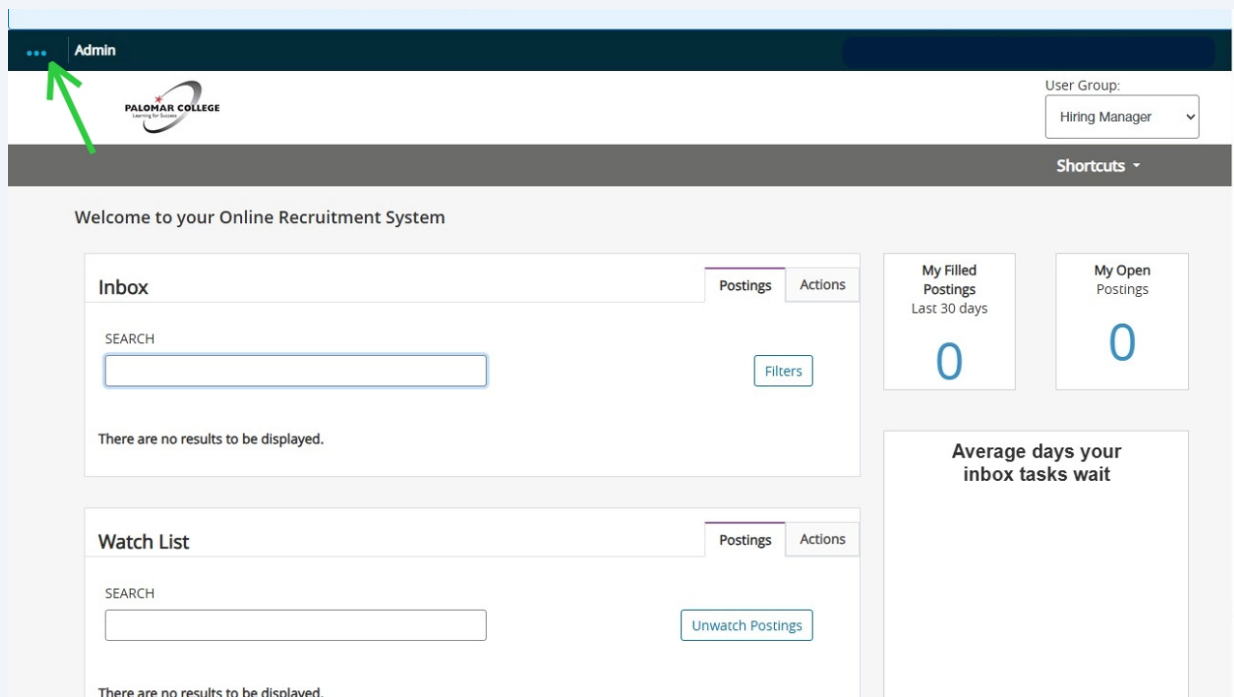 Admin
PALOMAR COLLEGE
Learning for Success
User Group:
Hiring Manager
Shortcuts
Welcome to your Online Recruitment System
Inbox
Postings
Actions
SEARCH
Filters
There are no results to be displayed.
My Filled
Postings
Last 30 days
0
My Open
Postings
0
Average days your
inbox tasks wait
Watch List
Postings
Actions
SEARCH
Unwatch Postings
There are no results to be displayed.